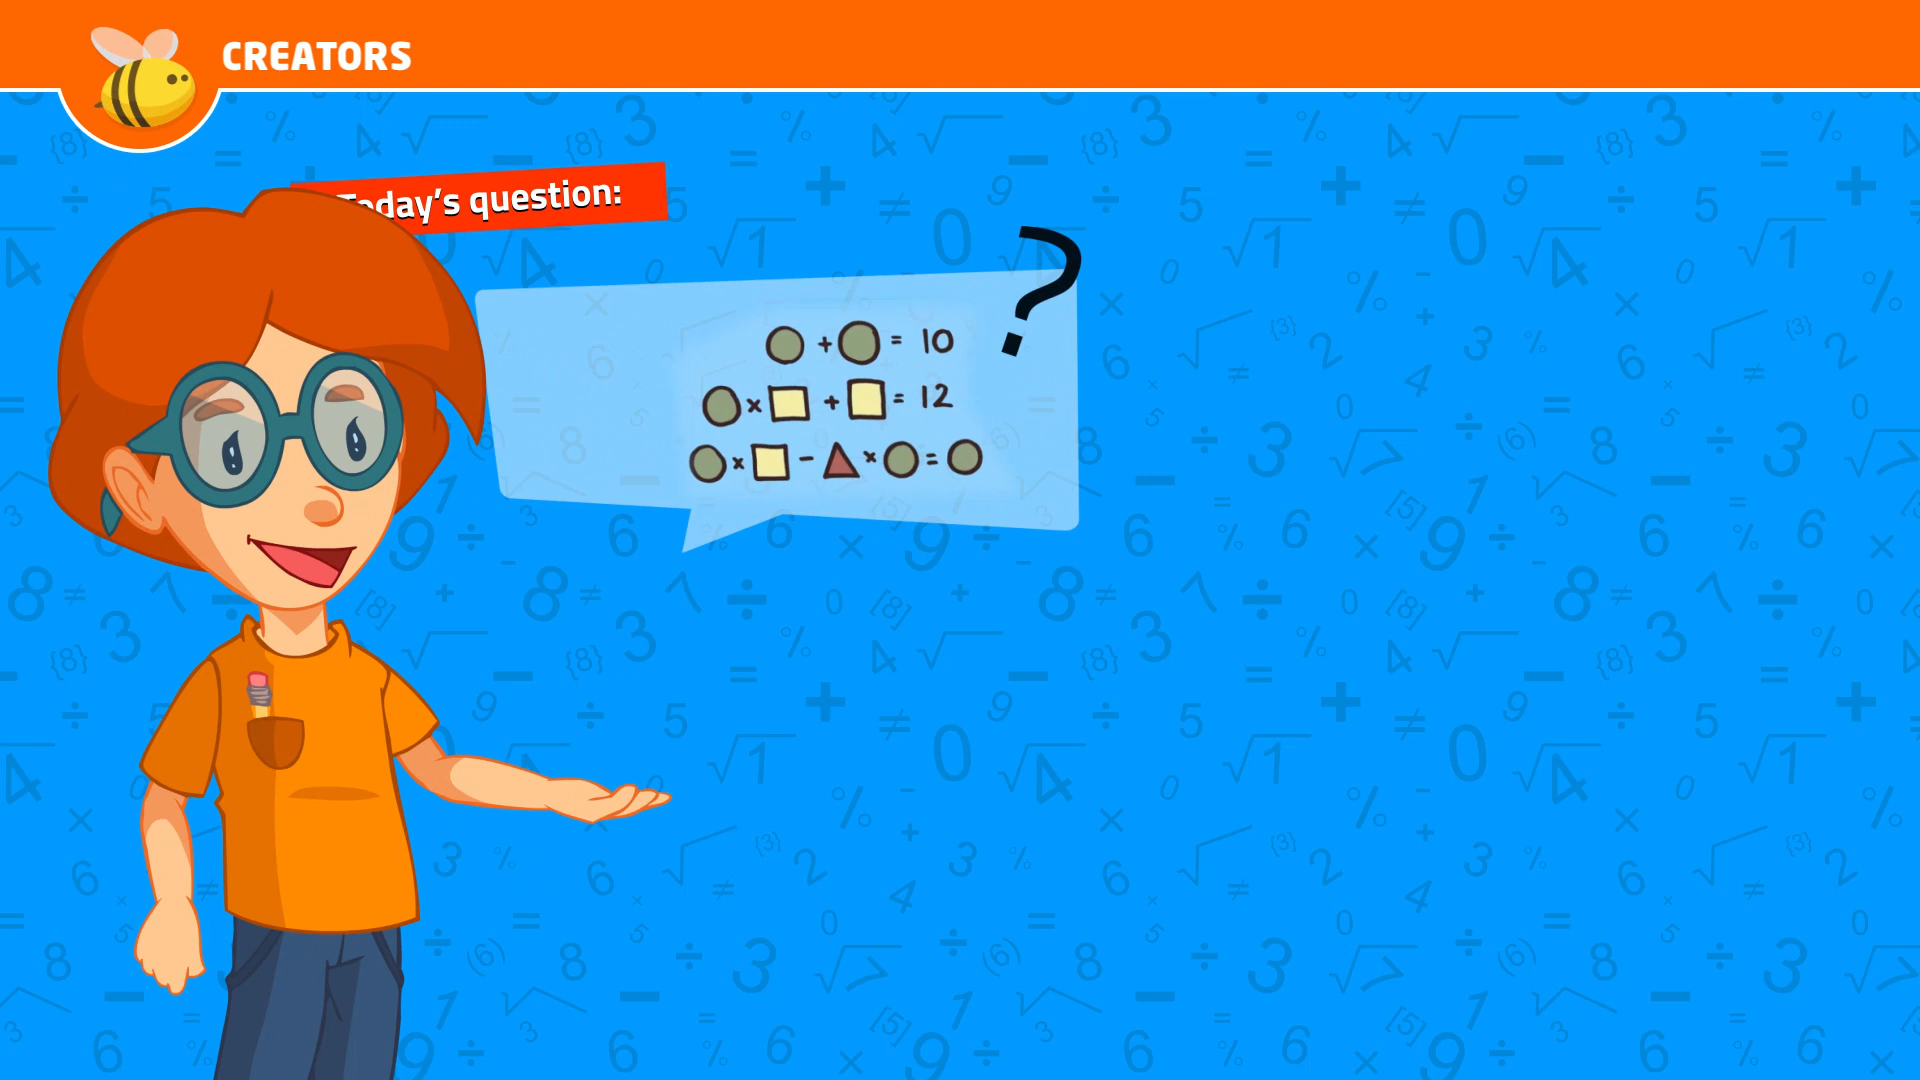 CREATORS
Today's question:
?
+ = 10
× + = 12
× - × =